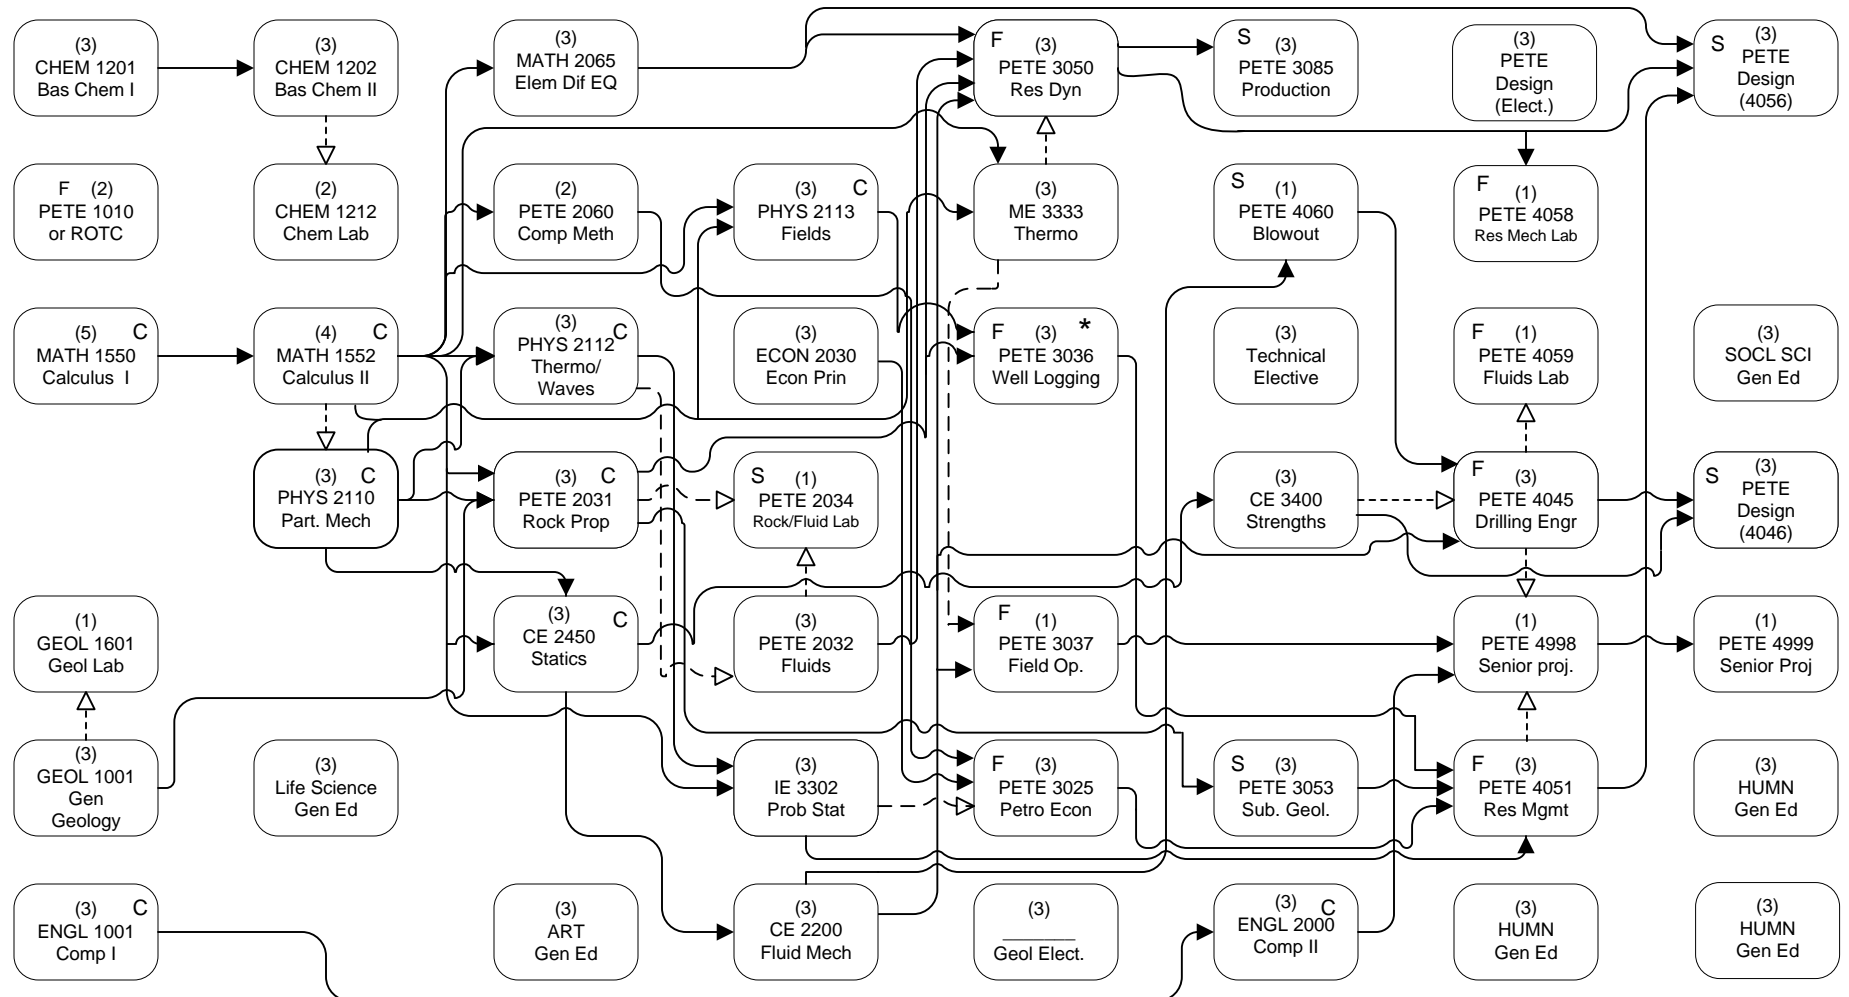 (3)
CHEM 1201
Bas Chem I
(3)
CHEM 1202
Bas Chem II
(3)
MATH 2065
Elem Dif EQ
F (3)
PETE 3050
Res Dyn
S (3)
PETE 3085
Production
(3)
PETE
Design
(Elect.)
S (3)
PETE
Design
(4056)
F (2)
PETE 1010
or ROTC
(2)
CHEM 1212
Chem Lab
(2)
PETE 2060
Comp Meth
(3) C
PHYS 2113
Fields
(3)
ME 3333
Thermo
S (1)
PETE 4060
Blowout
F (1)
PETE 4058
Res Mech Lab
(5) C
MATH 1550
Calculus I
(4) C
MATH 1552
Calculus II
(3) C
PHYS 2112
Thermo/
Waves
(3)
ECON 2030
Econ Prin
F (3) *
PETE 3036
Well Logging
(3)
Technical
Elective
F (1)
PETE 4059
Fluids Lab
(3)
SOCL SCI
Gen Ed
(3) C
PHYS 2110
Part. Mech
(3) C
PETE 2031
Rock Prop
S (1)
PETE 2034
Rock/Fluid Lab
(3)
CE 3400
Strengths
F (3)
PETE 4045
Drilling Engr
S (3)
PETE
Design
(4046)
(1)
GEOL 1601
Geol Lab
(3) C
CE 2450
Statics
(3)
PETE 2032
Fluids
F (1)
PETE 3037
Field Op.
(1)
PETE 4998
Senior proj.
(1)
PETE 4999
Senior Proj
(3)
GEOL 1001
Gen
Geology
(3)
Life Science
Gen Ed
(3)
IE 3302
Prob Stat
F (3)
PETE 3025
Petro Econ
S (3)
PETE 3053
Sub. Geol.
F (3)
PETE 4051
Res Mgmt
(3)
HUMN
Gen Ed
(3) C
ENGL 1001
Comp I
(3)
ART
Gen Ed
(3)
CE 2200
Fluid Mech
(3)
_______
Geol Elect.
(3) C
ENGL 2000
Comp II
(3)
HUMN
Gen Ed
(3)
HUMN
Gen Ed